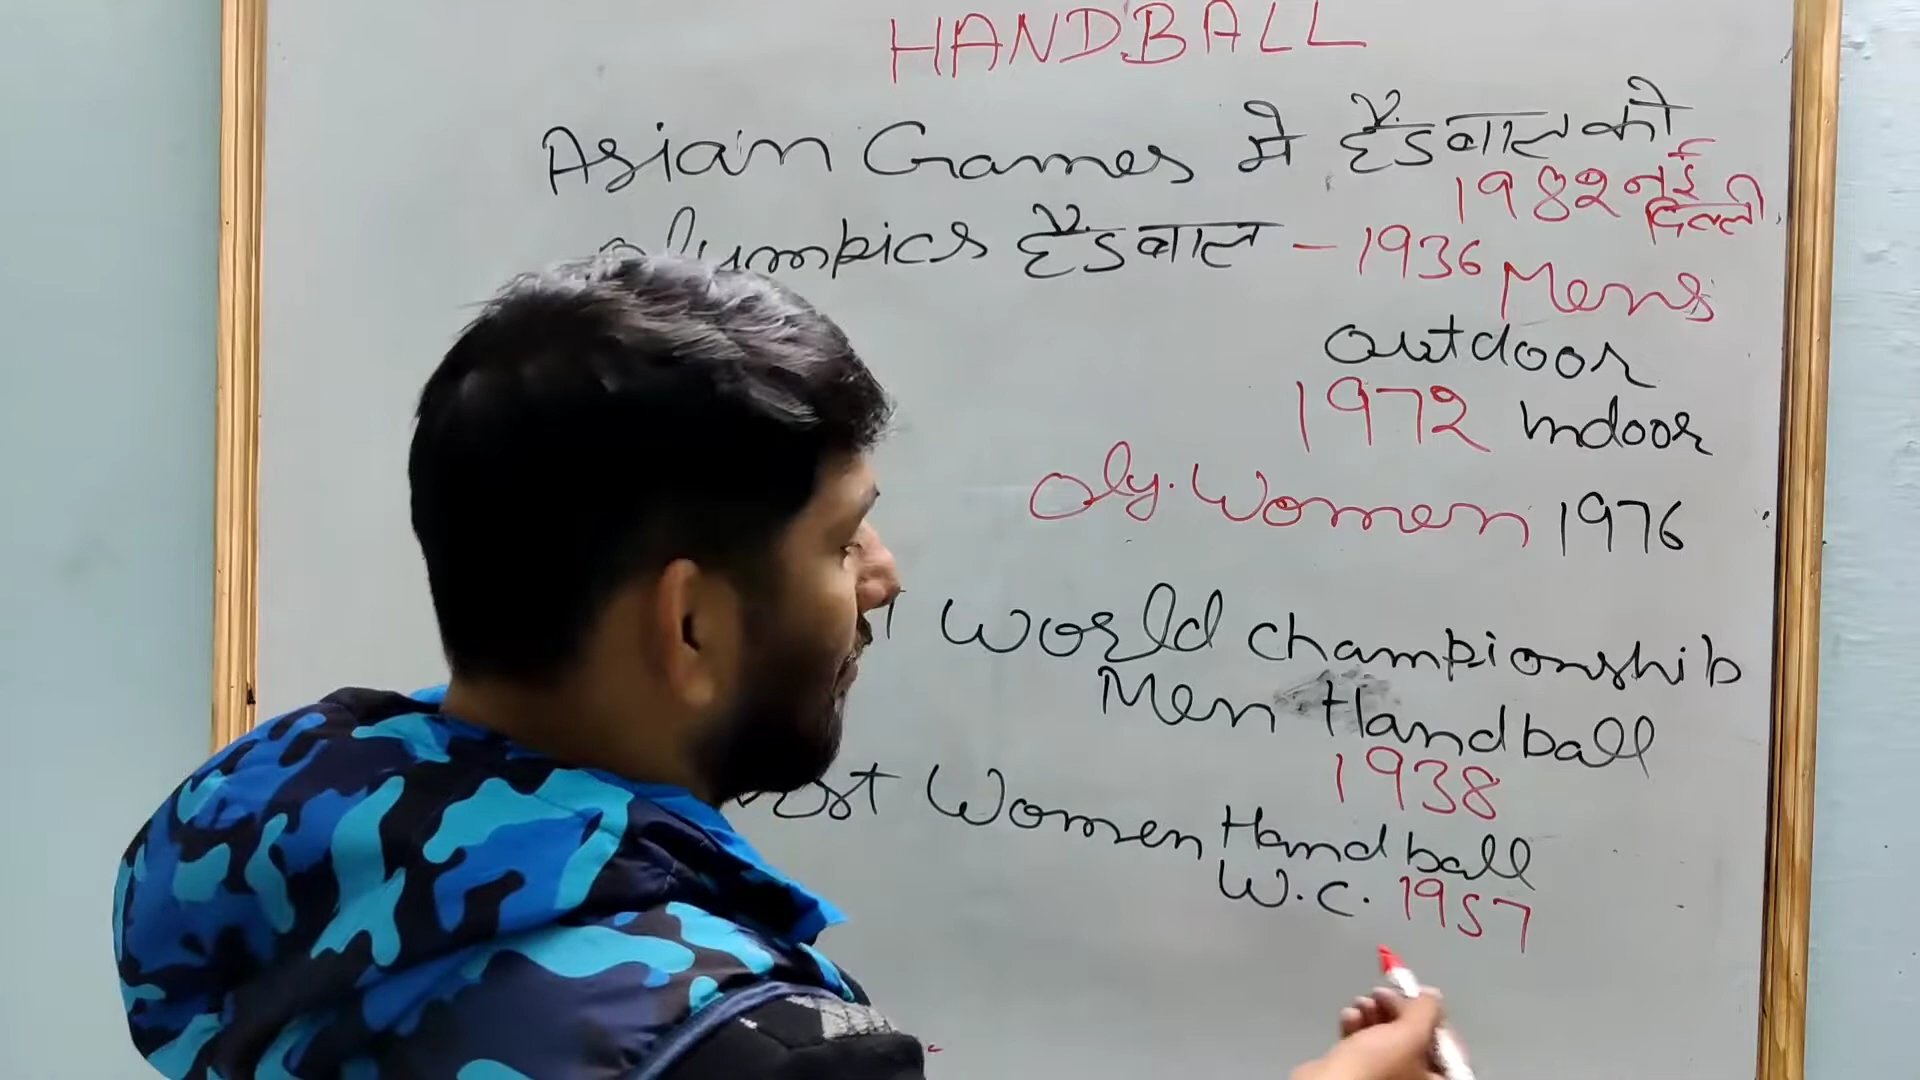 HANDBALL
Asian Games मे हैंडबाल को
1982 नई
दिल्ली
Olympics हैंडबाल - 1936 Mens
outdoor
1972 Indoor
Oly. Women 1976
World championship
Men Handball
1938
Women Handball
W.C. 1957